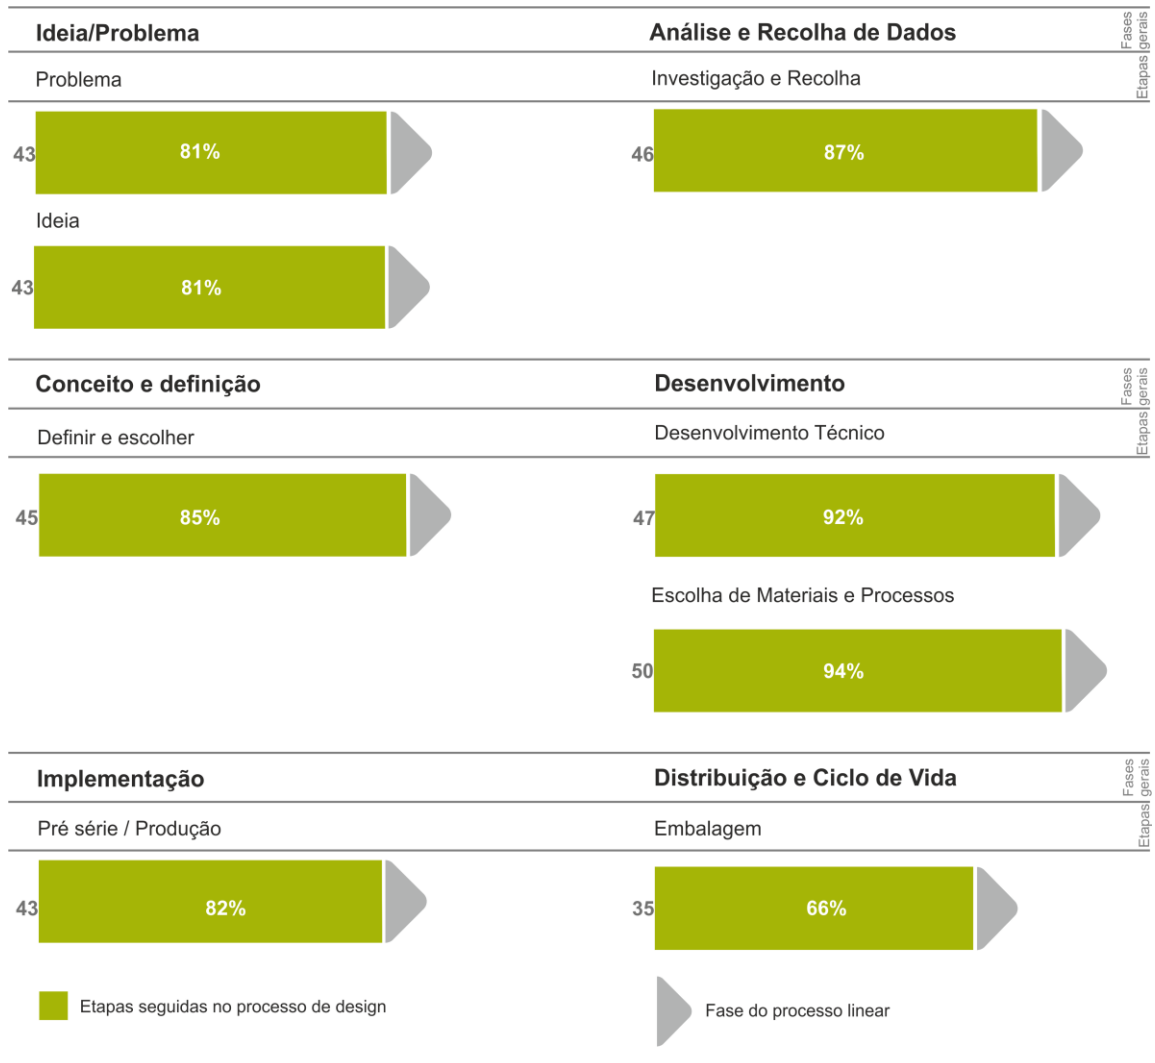 Ideia/Problema
Análise e Recolha de Dados
Fases
gerais
Problema
Investigação e Recolha
Etapas
43
81%
46
87%
Ideia
43
81%
Conceito e definição
Desenvolvimento
Fases
gerais
Definir e escolher
Desenvolvimento Técnico
Etapas
45
85%
47
92%
Escolha de Materiais e Processos
50
94%
Implementação
Distribuição e Ciclo de Vida
Fases
gerais
Pré série / Produção
Embalagem
Etapas
43
82%
35
66%
Etapas seguidas no processo de design
Fase do processo linear